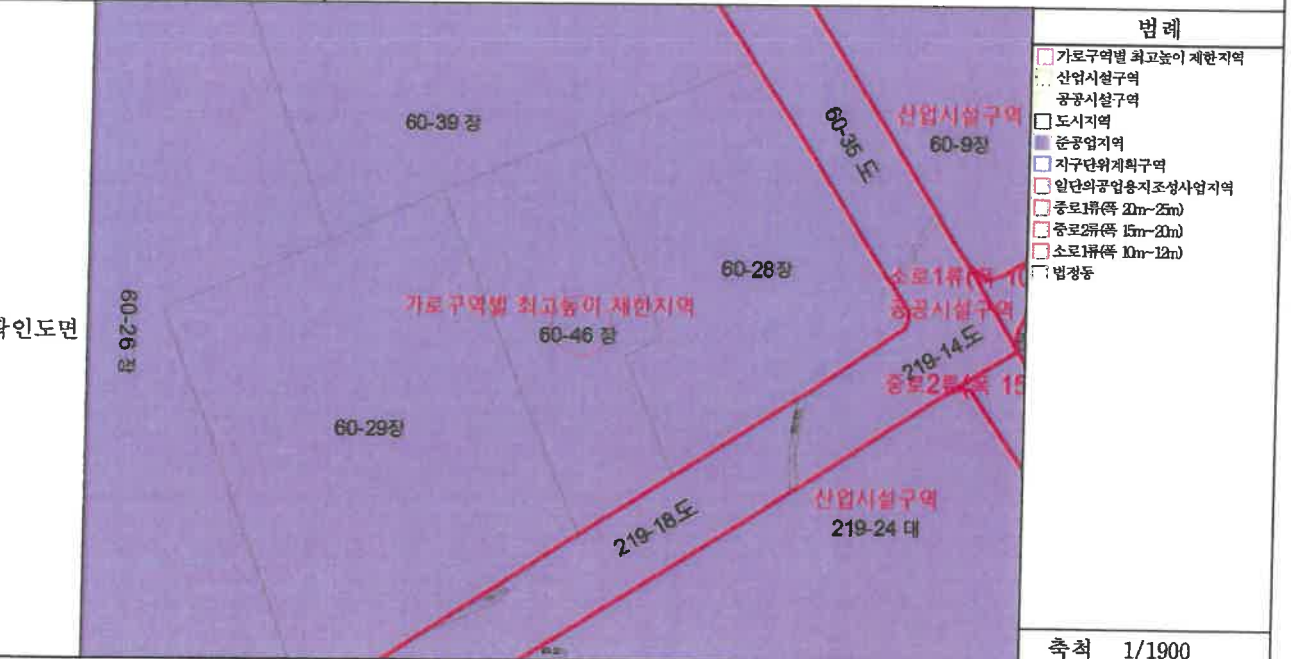 확인도면
60-39 장
60-35 도
산업시설구역
60-9장
60-28장
소로1류(폭 10
공공시설구역
가로구역별 최고높이 제한지역
60-46 장
60-26 장
219-14도
중로2류(폭 15
60-29장
산업시설구역
219-24 대
219-18도
범례
가로구역별 최고높이 제한지역
산업시설구역
공공시설구역
도시지역
준공업지역
지구단위계획구역
일단의공업용지조성사업지역
중로1류(폭 20m~25m)
중로2류(폭 15m~20m)
소로1류(폭 10m~12m)
법정동
축척 1/1900